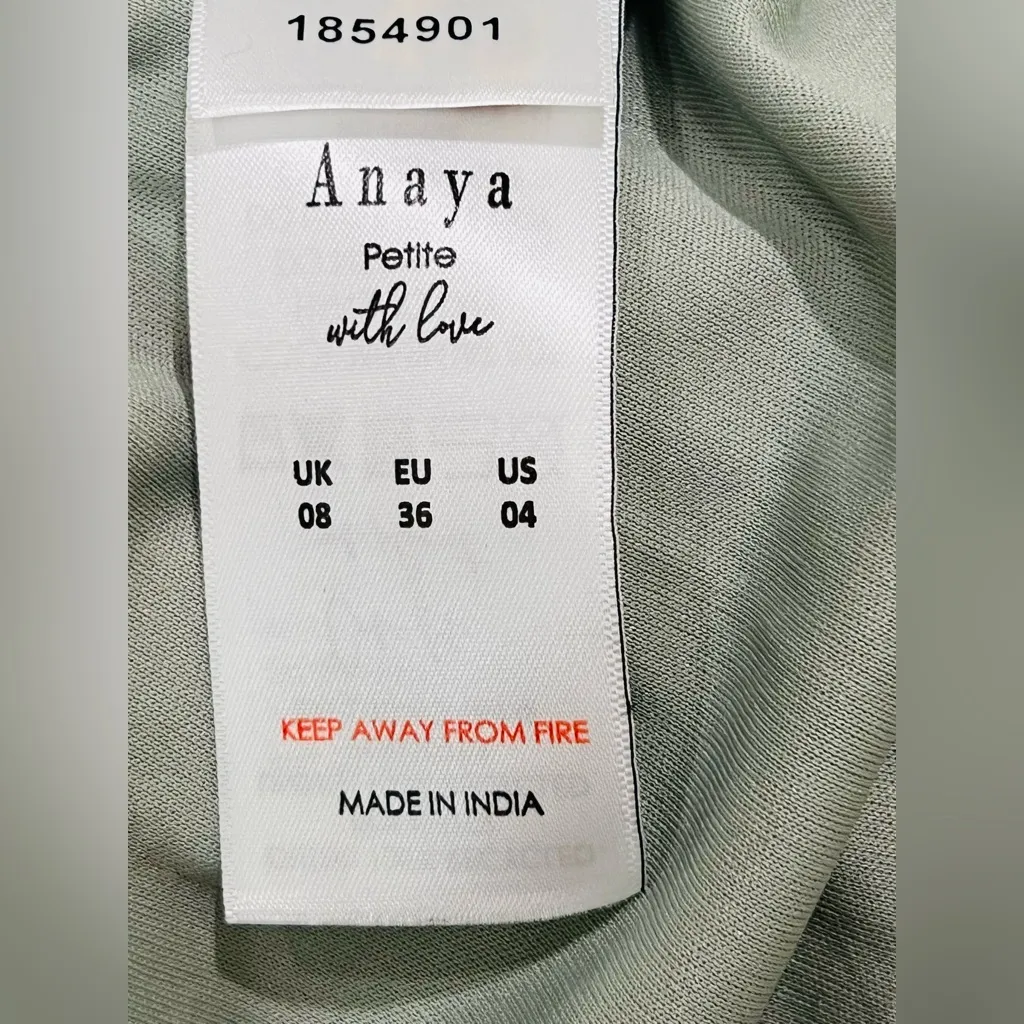 1854901
Anaya
Petite
with love
UK EU US
08 36 04
KEEP AWAY FROM FIRE
MADE IN INDIA